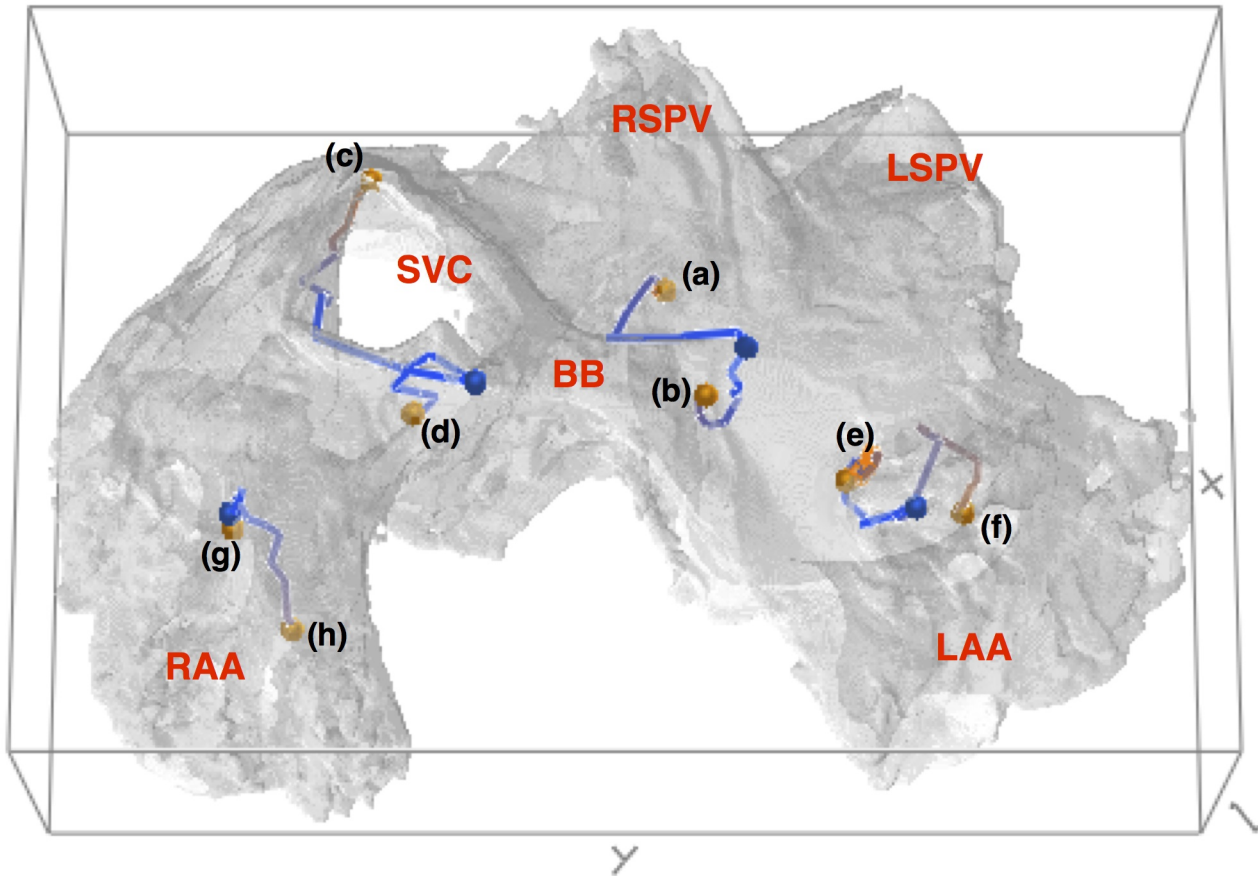 RSPV
(c)
LSPV
SVC
(a)
BB
(b)
(d)
(e)
X
(g)
(f)
(h)
RAA
LAA
Z
y